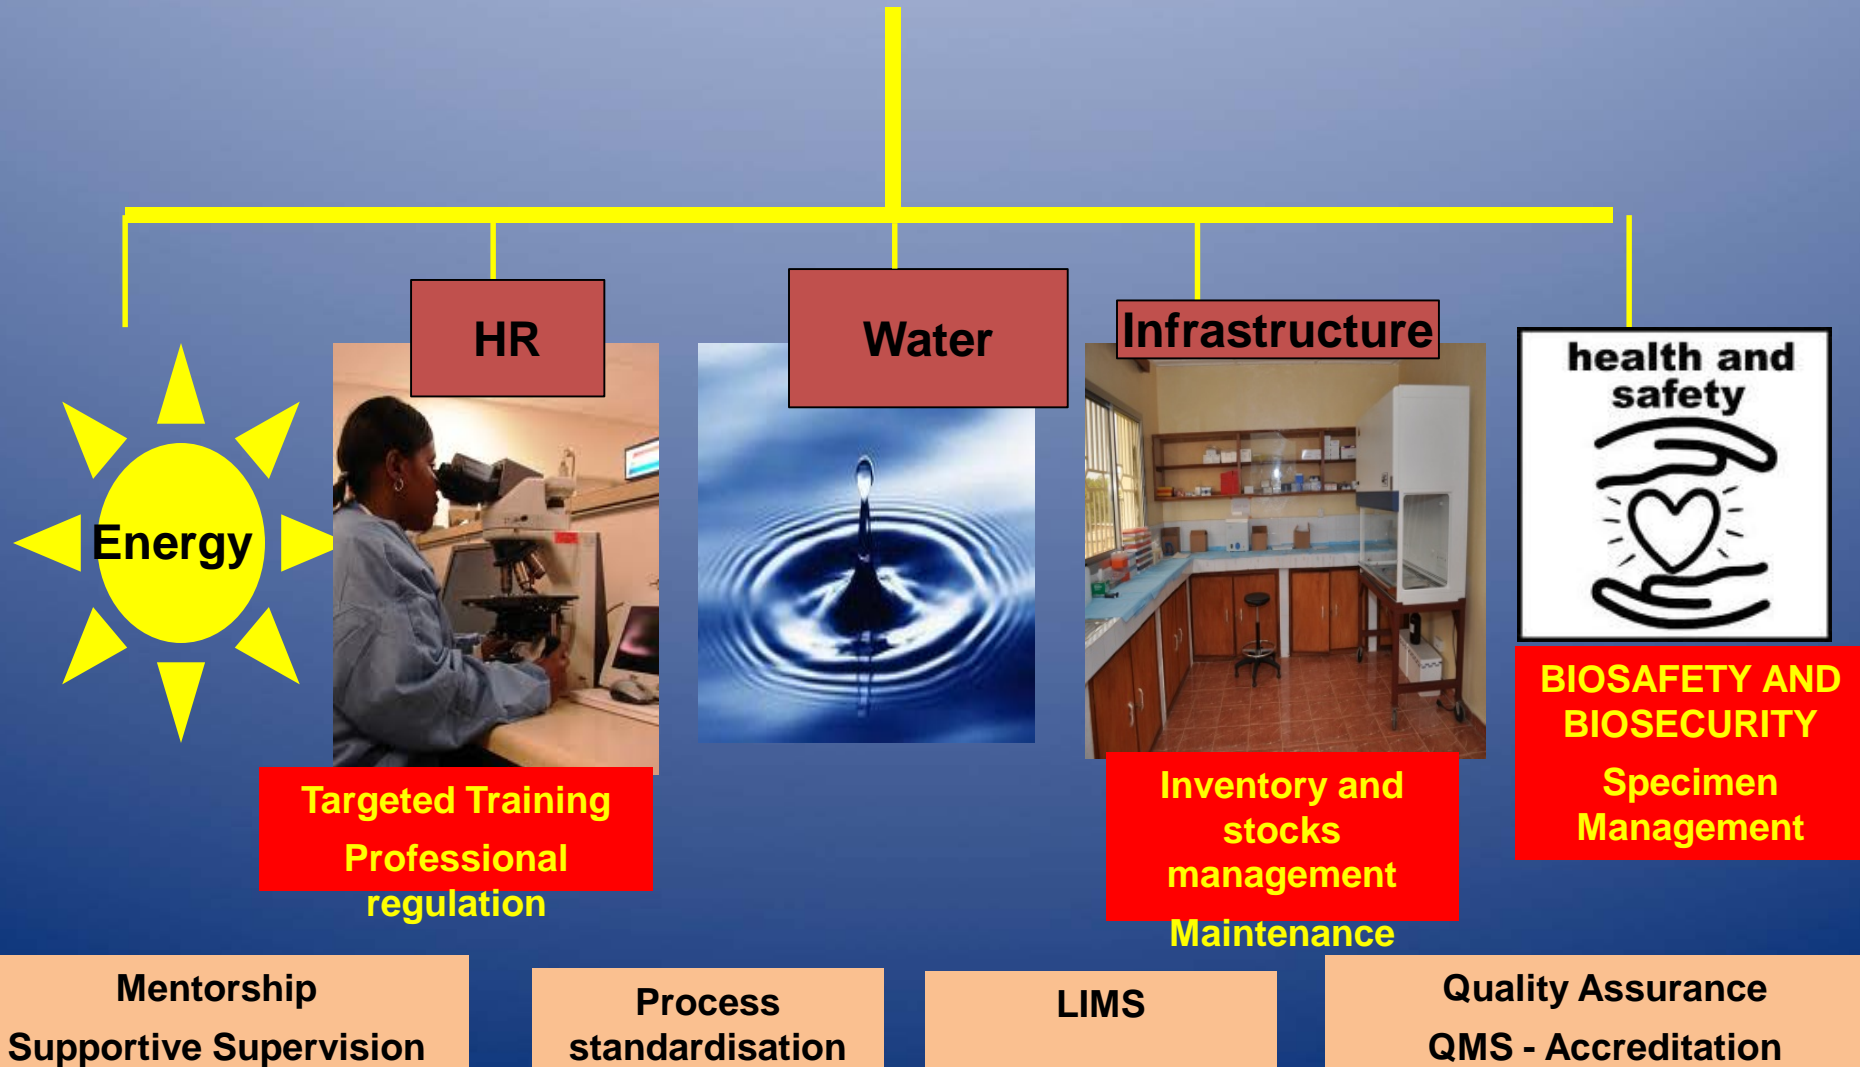 HR
Water
Infrastructure
health and
safety
Energy
BIOSAFETY AND
BIOSECURITY
Specimen
Management
Targeted Training
Professional
regulation
Inventory and
stocks
management
Maintenance
Mentorship
Supportive Supervision
Process
standardisation
LIMS
Quality Assurance
QMS - Accreditation